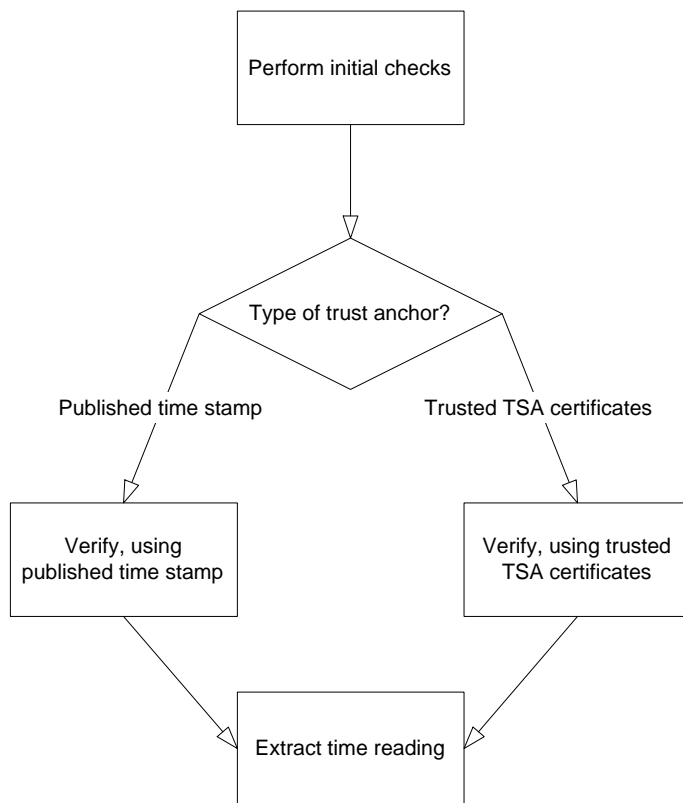 Perform initial checks
Type of trust anchor?
Published time stamp
Trusted TSA certificates
Verify, using
published time stamp
Verify, using trusted
TSA certificates
Extract time reading